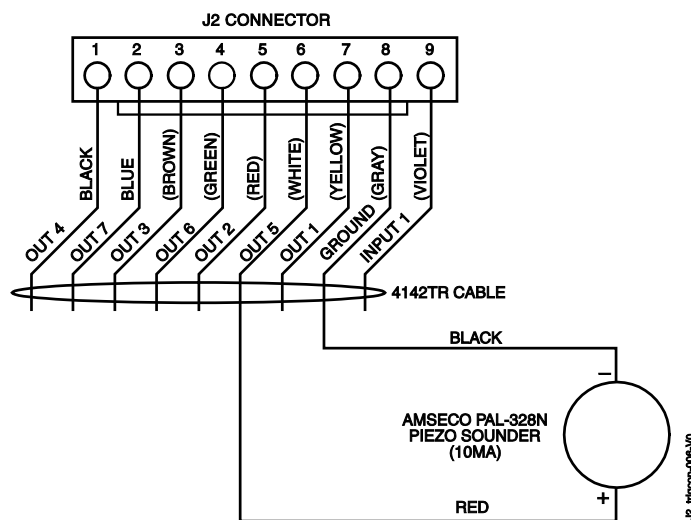 J2 CONNECTOR
1 2 3 4 5 6 7 8 9
BLACK
BLUE
(BROWN)
(GREEN)
(RED)
(WHITE)
(YELLOW)
(GRAY)
(VIOLET)
OUT 4
OUT 7
OUT 3
OUT 6
OUT 2
OUT 5
OUT 1
GROUND
INPUT 1
4142TR CABLE
BLACK
–
AMSECO PAL-328N
PIEZO SOUNDER
(10MA)
+
RED